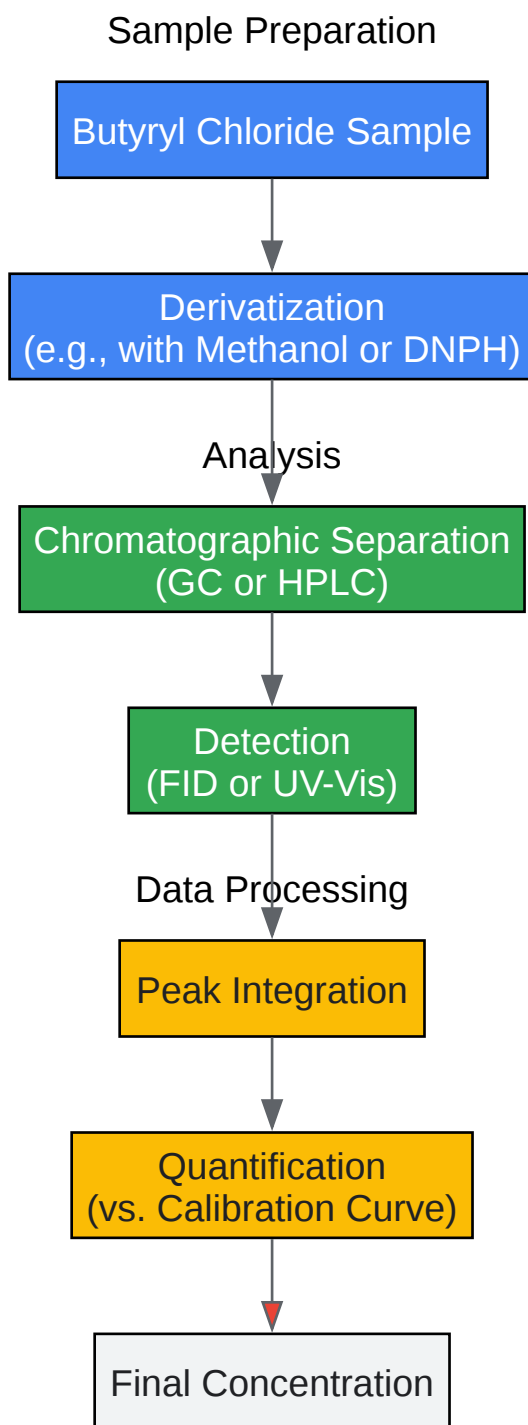 Sample Preparation
Butyryl Chloride Sample
Derivatization
(e.g., with Methanol or DNPH)
Analysis
Chromatographic Separation
(GC or HPLC)
Detection
(FID or UV-Vis)
Data Processing
Peak Integration
Quantification
(vs. Calibration Curve)
Final Concentration